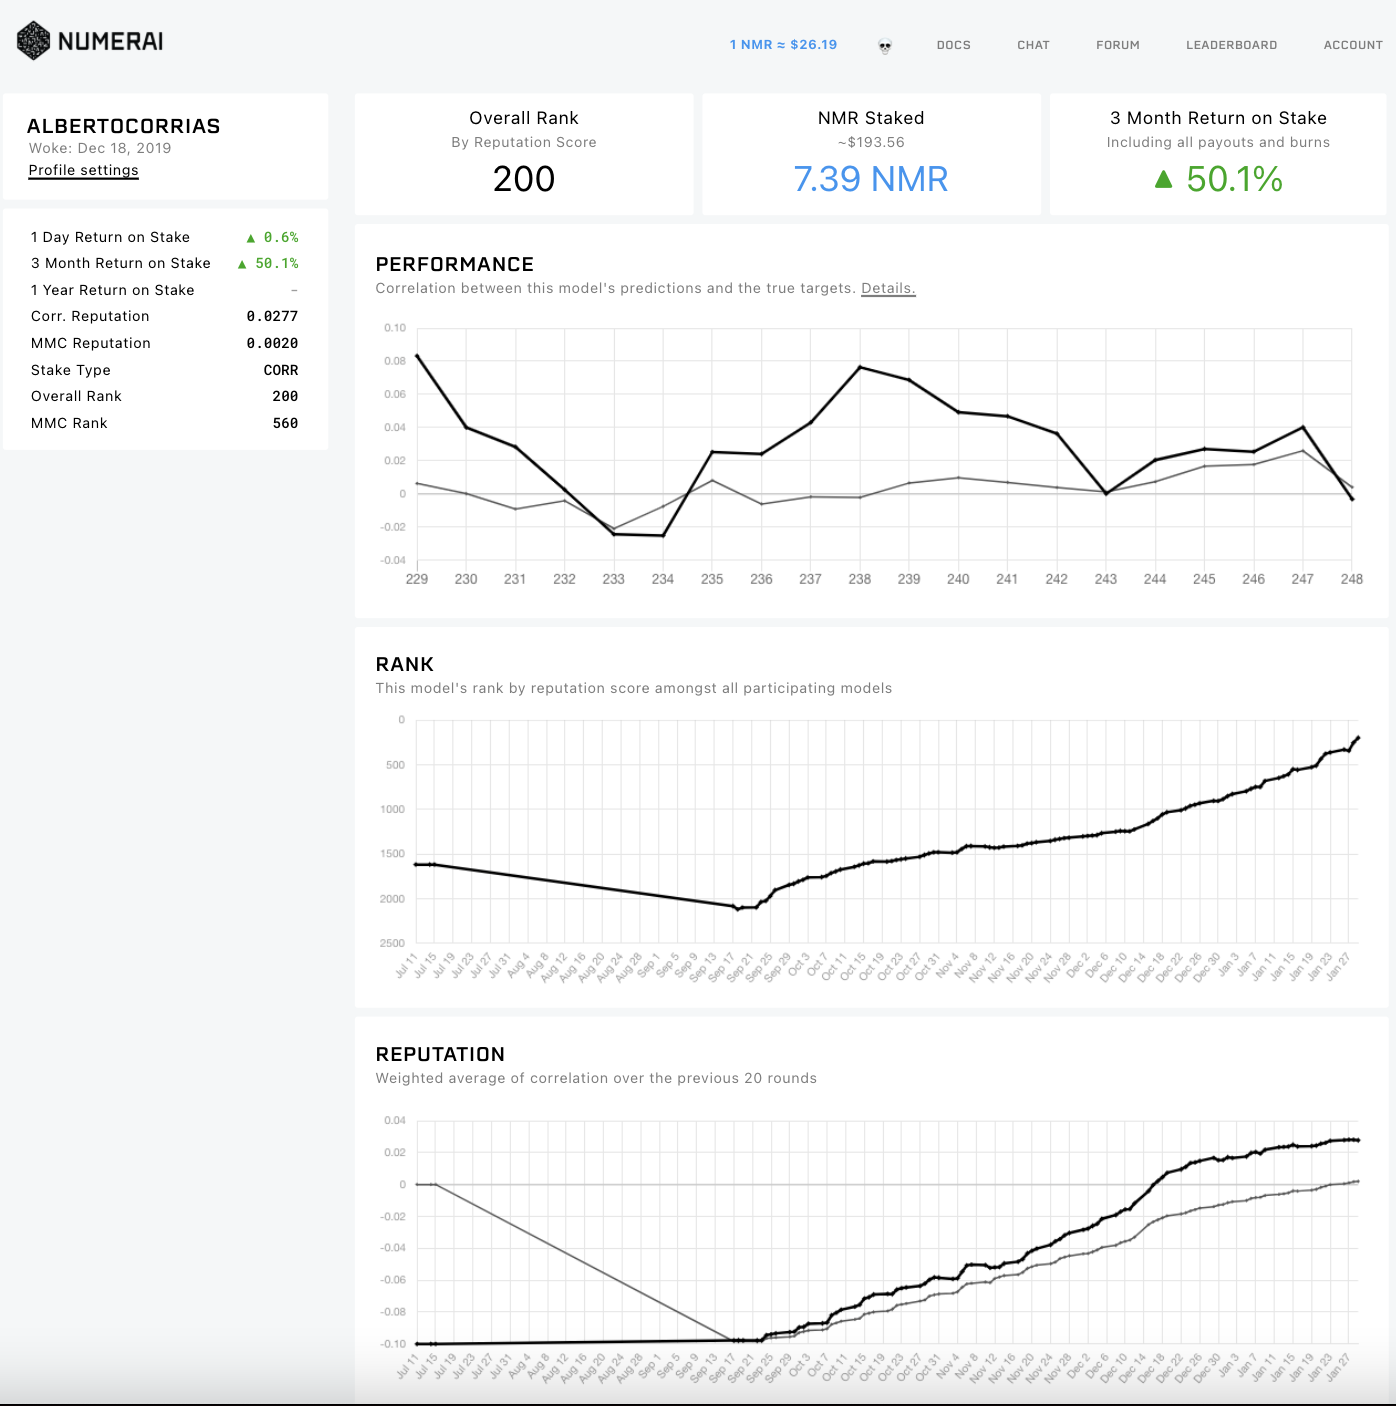 NUMERAI
1 NMR ≈ $26.19
DOCS
CHAT
FORUM
LEADERBOARD
ACCOUNT
ALBERTOCORRIAS
Woke: Dec 18, 2019
Profile settings
1 Day Return on Stake ▲ 0.6%
3 Month Return on Stake ▲ 50.1%
1 Year Return on Stake –
Corr. Reputation 0.0277
MMC Reputation 0.0020
Stake Type CORR
Overall Rank 200
MMC Rank 560
Overall Rank
By Reputation Score
200
NMR Staked
~$193.56
7.39 NMR
3 Month Return on Stake
Including all payouts and burns
▲ 50.1%
PERFORMANCE
Correlation between this model's predictions and the true targets. Details.
0.10
0.08
0.06
0.04
0.02
0
-0.02
-0.04
229 230 231 232 233 234 235 236 237 238 239 240 241 242 243 244 245 246 247 248
RANK
This model's rank by reputation score amongst all participating models
0
500
1000
1500
2000
2500
Jul 11 Jul 15 Jul 19 Jul 23 Jul 27 Jul 31 Aug 4 Aug 8 Aug 12 Aug 16 Aug 20 Aug 24 Aug 28 Sep 1 Sep 5 Sep 9 Sep 13 Sep 17 Sep 21 Sep 25 Sep 29 Oct 3 Oct 7 Oct 11 Oct 15 Oct 19 Oct 23 Oct 27 Oct 31 Nov 4 Nov 8 Nov 12 Nov 16 Nov 20 Nov 24 Nov 28 Dec 2 Dec 6 Dec 10 Dec 14 Dec 18 Dec 22 Dec 26 Dec 30 Jan 3 Jan 7 Jan 11 Jan 15 Jan 19 Jan 23 Jan 27
REPUTATION
Weighted average of correlation over the previous 20 rounds
0.04
0.02
0
-0.02
-0.04
-0.06
-0.08
-0.10
Jul 11 Jul 15 Jul 19 Jul 23 Jul 27 Jul 31 Aug 4 Aug 8 Aug 12 Aug 16 Aug 20 Aug 24 Aug 28 Sep 1 Sep 5 Sep 9 Sep 13 Sep 17 Sep 21 Sep 25 Sep 29 Oct 3 Oct 7 Oct 11 Oct 15 Oct 19 Oct 23 Oct 27 Oct 31 Nov 4 Nov 8 Nov 12 Nov 16 Nov 20 Nov 24 Nov 28 Dec 2 Dec 6 Dec 10 Dec 14 Dec 18 Dec 22 Dec 26 Dec 30 Jan 3 Jan 7 Jan 11 Jan 15 Jan 19 Jan 23 Jan 27